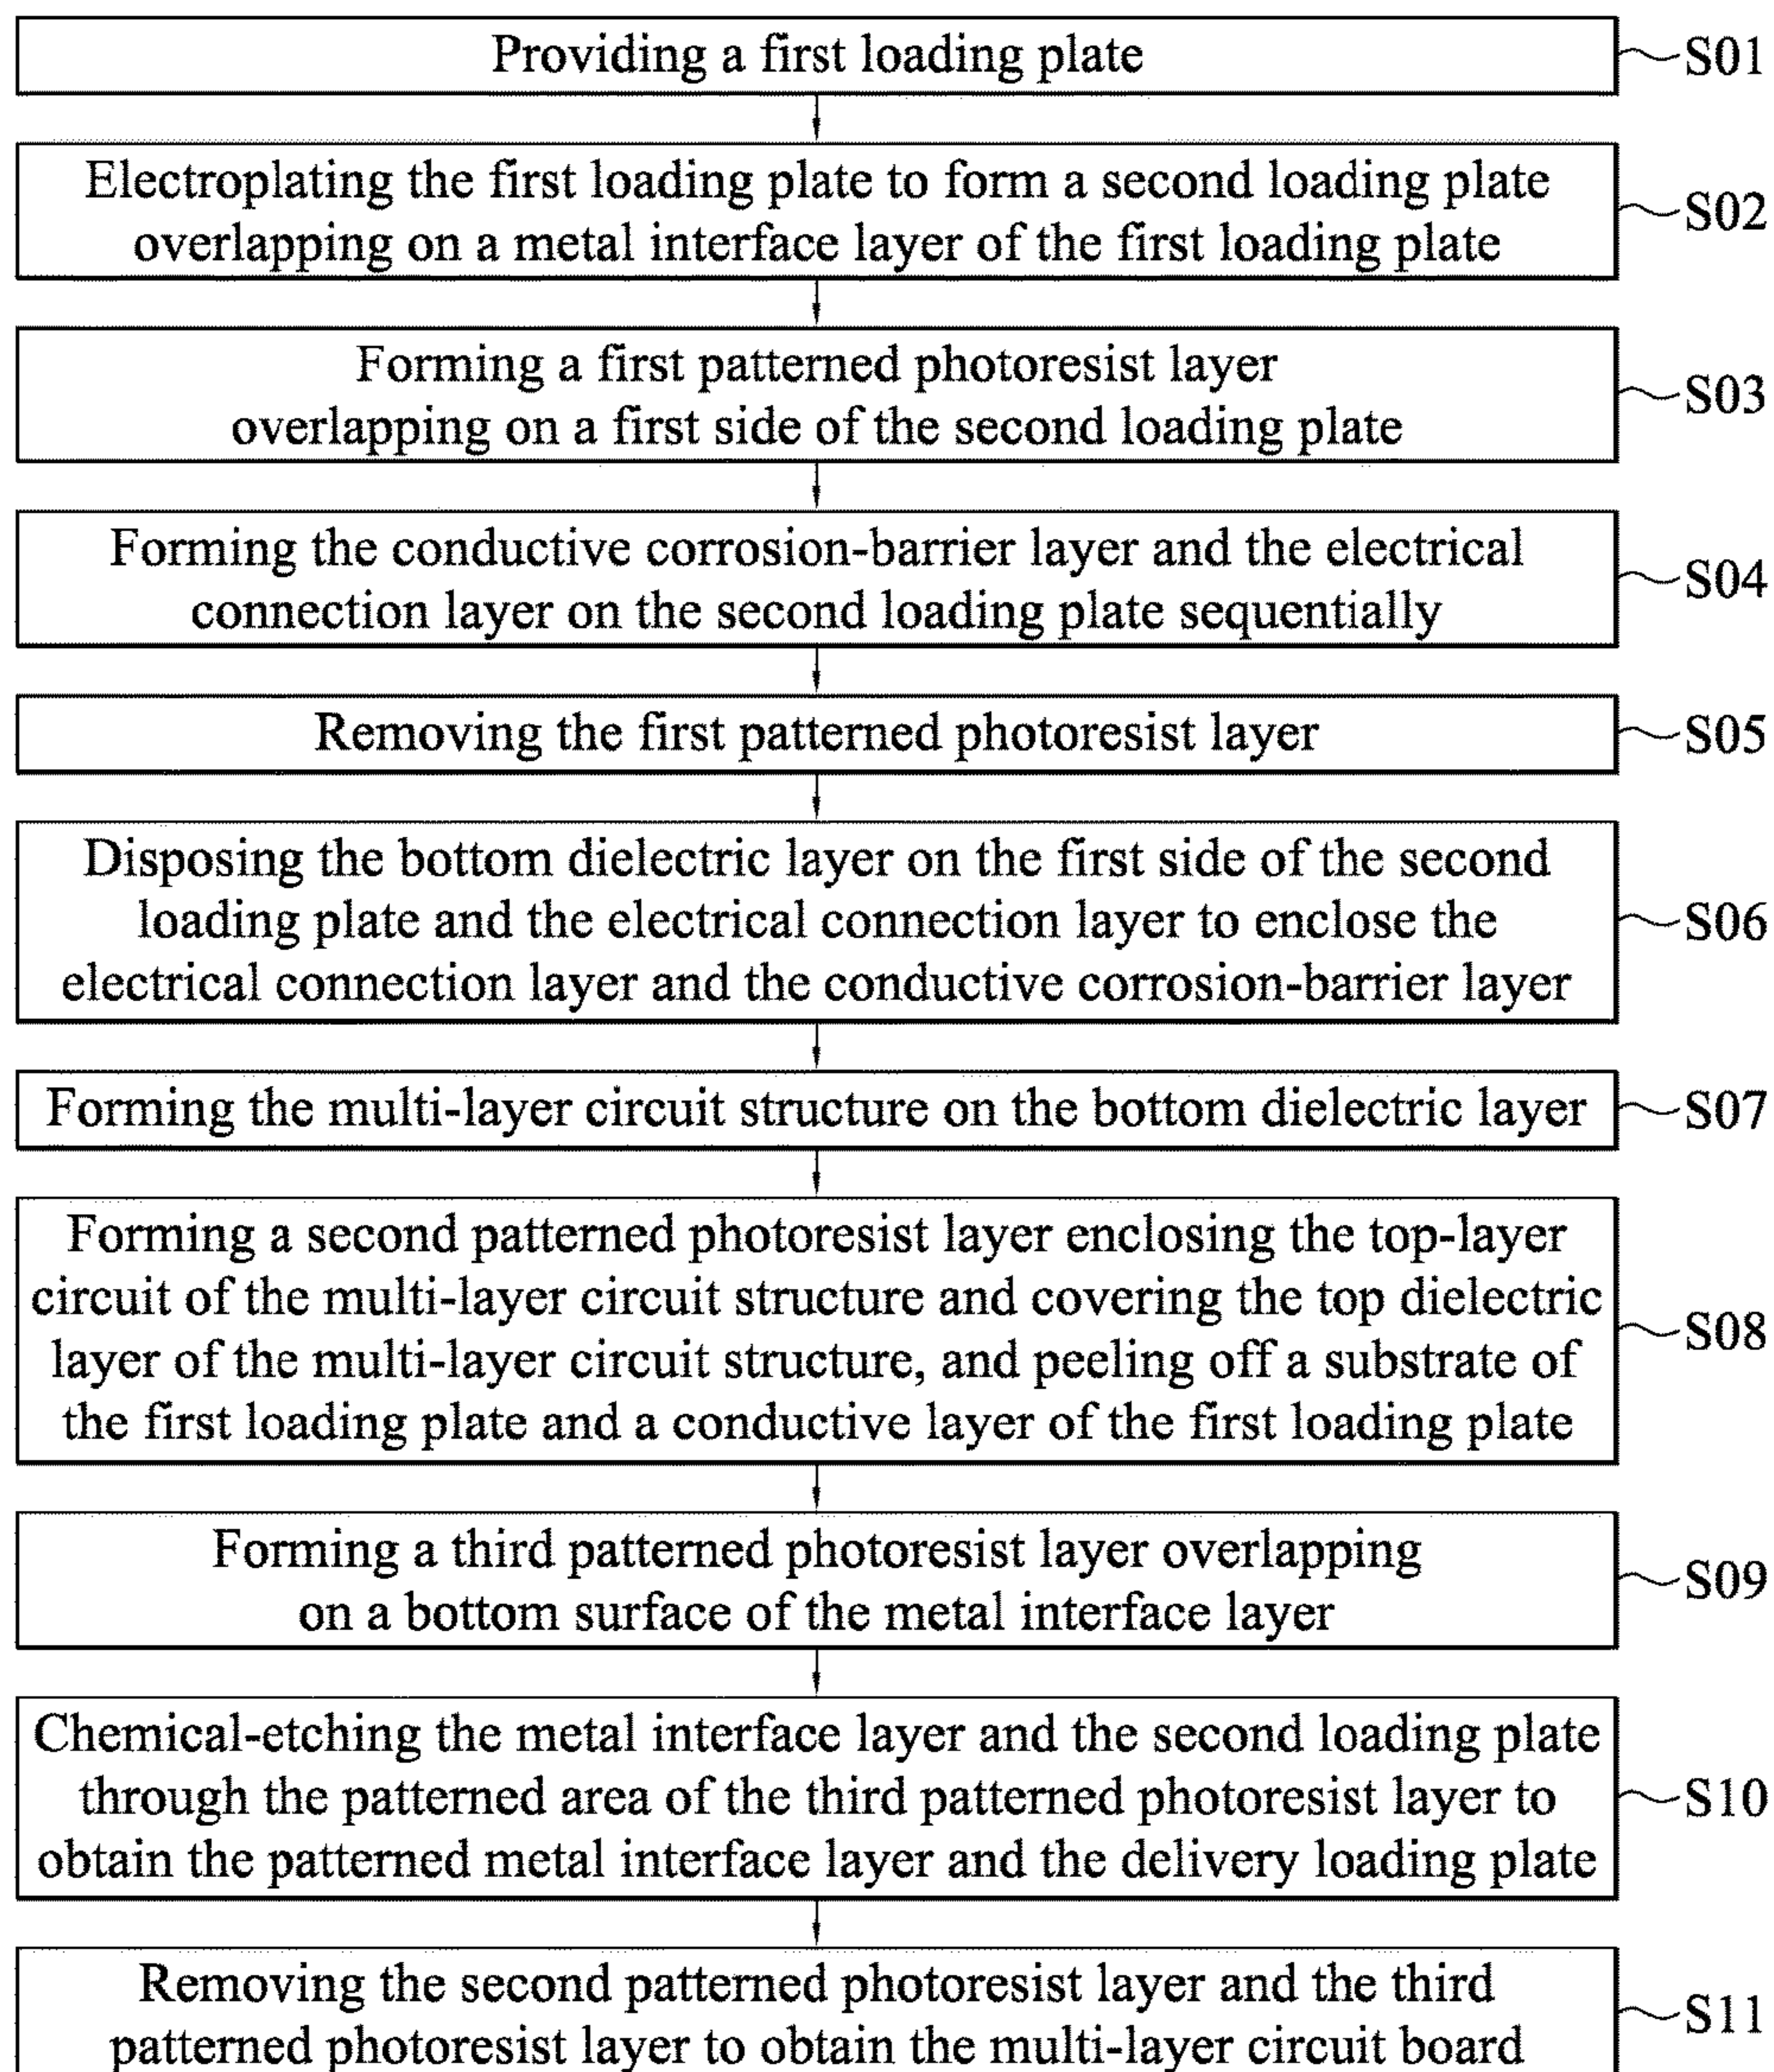 Providing a first loading plate
S01
Electroplating the first loading plate to form a second loading plate
overlapping on a metal interface layer of the first loading plate
S02
Forming a first patterned photoresist layer
overlapping on a first side of the second loading plate
S03
Forming the conductive corrosion-barrier layer and the electrical
connection layer on the second loading plate sequentially
S04
Removing the first patterned photoresist layer
S05
Disposing the bottom dielectric layer on the first side of the second
loading plate and the electrical connection layer to enclose the
electrical connection layer and the conductive corrosion-barrier layer
S06
Forming the multi-layer circuit structure on the bottom dielectric layer
S07
Forming a second patterned photoresist layer enclosing the top-layer
circuit of the multi-layer circuit structure and covering the top dielectric
layer of the multi-layer circuit structure, and peeling off a substrate of
the first loading plate and a conductive layer of the first loading plate
S08
Forming a third patterned photoresist layer overlapping
on a bottom surface of the metal interface layer
S09
Chemical-etching the metal interface layer and the second loading plate
through the patterned area of the third patterned photoresist layer to
obtain the patterned metal interface layer and the delivery loading plate
S10
Removing the second patterned photoresist layer and the third
patterned photoresist layer to obtain the multi-layer circuit board
S11